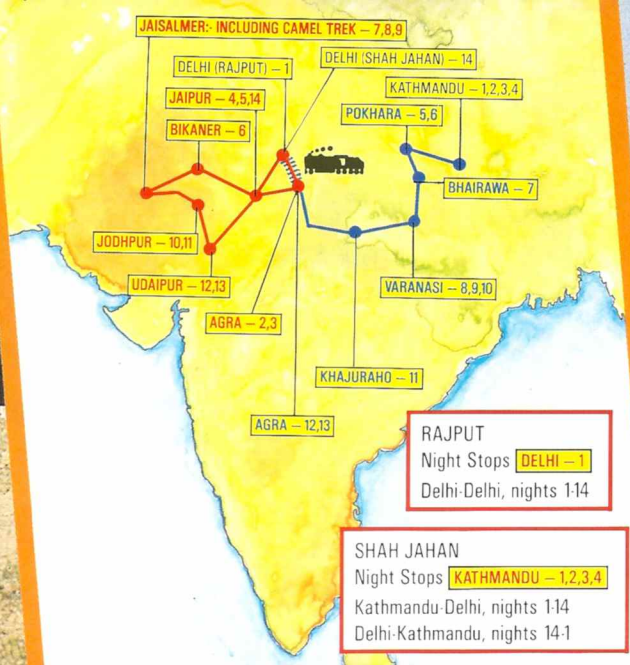 JAISALMER:- INCLUDING CAMEL TREK – 7,8,9
DELHI (RAJPUT) – 1
DELHI (SHAH JAHAN) – 14
JAIPUR – 4,5,14
KATHMANDU – 1,2,3,4
BIKANER – 6
POKHARA – 5,6
BHAIRAWA – 7
JODHPUR – 10,11
UDAIPUR – 12,13
VARANASI – 8,9,10
AGRA – 2,3
KHAJURAHO – 11
AGRA – 12,13
RAJPUT
Night Stops DELHI – 1
Delhi-Delhi, nights 1-14
SHAH JAHAN
Night Stops KATHMANDU – 1,2,3,4
Kathmandu-Delhi, nights 1-14
Delhi-Kathmandu, nights 14-1